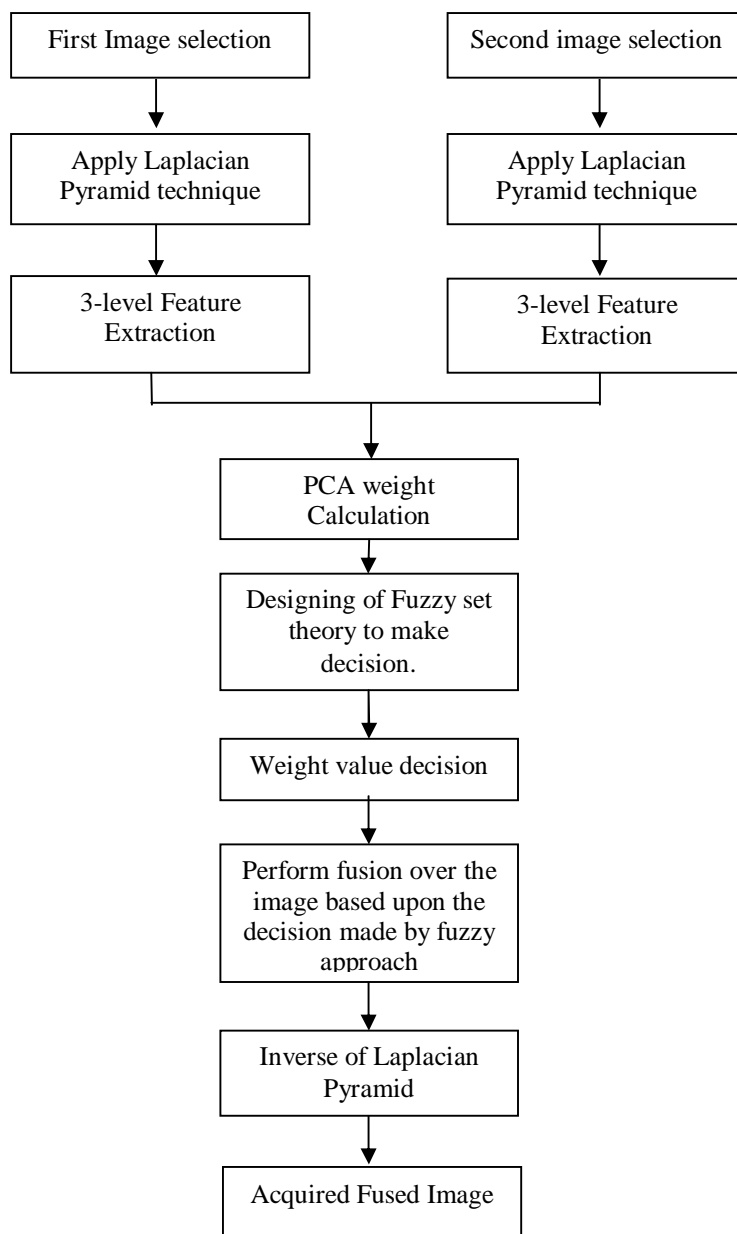 First Image selection
Second image selection
Apply Laplacian
Pyramid technique
Apply Laplacian
Pyramid technique
3-level Feature
Extraction
3-level Feature
Extraction
PCA weight
Calculation
Designing of Fuzzy set
theory to make
decision.
Weight value decision
Perform fusion over the
image based upon the
decision made by fuzzy
approach
Inverse of Laplacian
Pyramid
Acquired Fused Image